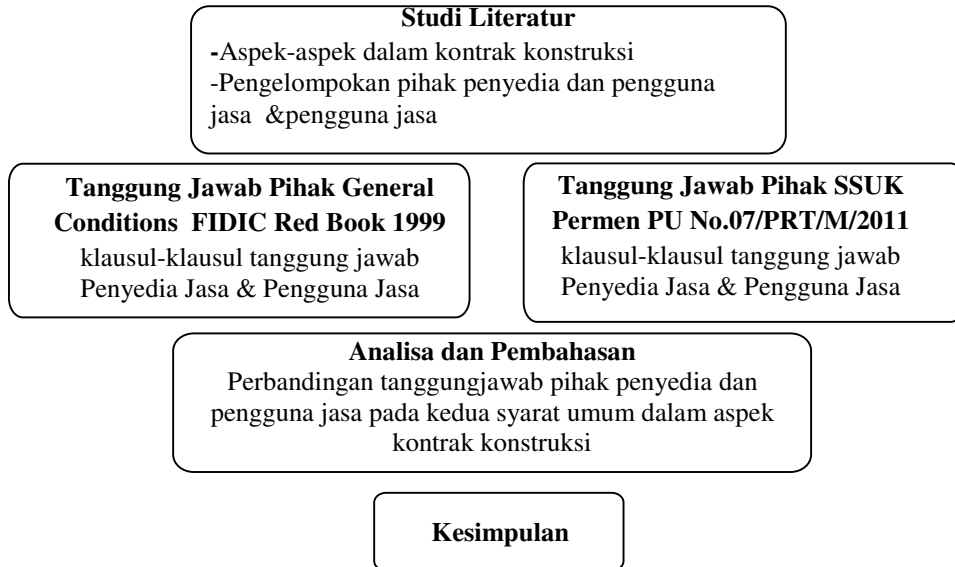 Studi Literatur
-Aspek-aspek dalam kontrak konstruksi
-Pengelompokan pihak penyedia dan pengguna
jasa &pengguna jasa
Tanggung Jawab Pihak General
Conditions FIDIC Red Book 1999
klausul-klausul tanggung jawab
Penyedia Jasa & Pengguna Jasa
Tanggung Jawab Pihak SSUK
Permen PU No.07/PRT/M/2011
klausul-klausul tanggung jawab
Penyedia Jasa & Pengguna Jasa
Analisa dan Pembahasan
Perbandingan tanggungjawab pihak penyedia dan
pengguna jasa pada kedua syarat umum dalam aspek
kontrak konstruksi
Kesimpulan